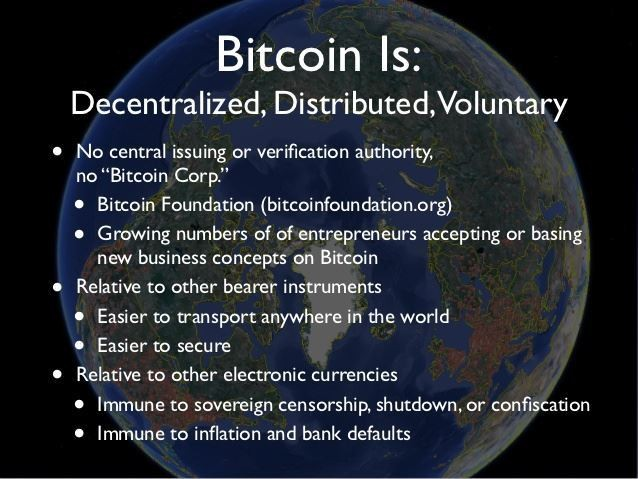 Bitcoin Is:
Decentralized, Distributed, Voluntary
• No central issuing or verification authority,
no “Bitcoin Corp.”
• Bitcoin Foundation (bitcoinfoundation.org)
• Growing numbers of of entrepreneurs accepting or basing
new business concepts on Bitcoin
• Relative to other bearer instruments
• Easier to transport anywhere in the world
• Easier to secure
• Relative to other electronic currencies
• Immune to sovereign censorship, shutdown, or confiscation
• Immune to inflation and bank defaults